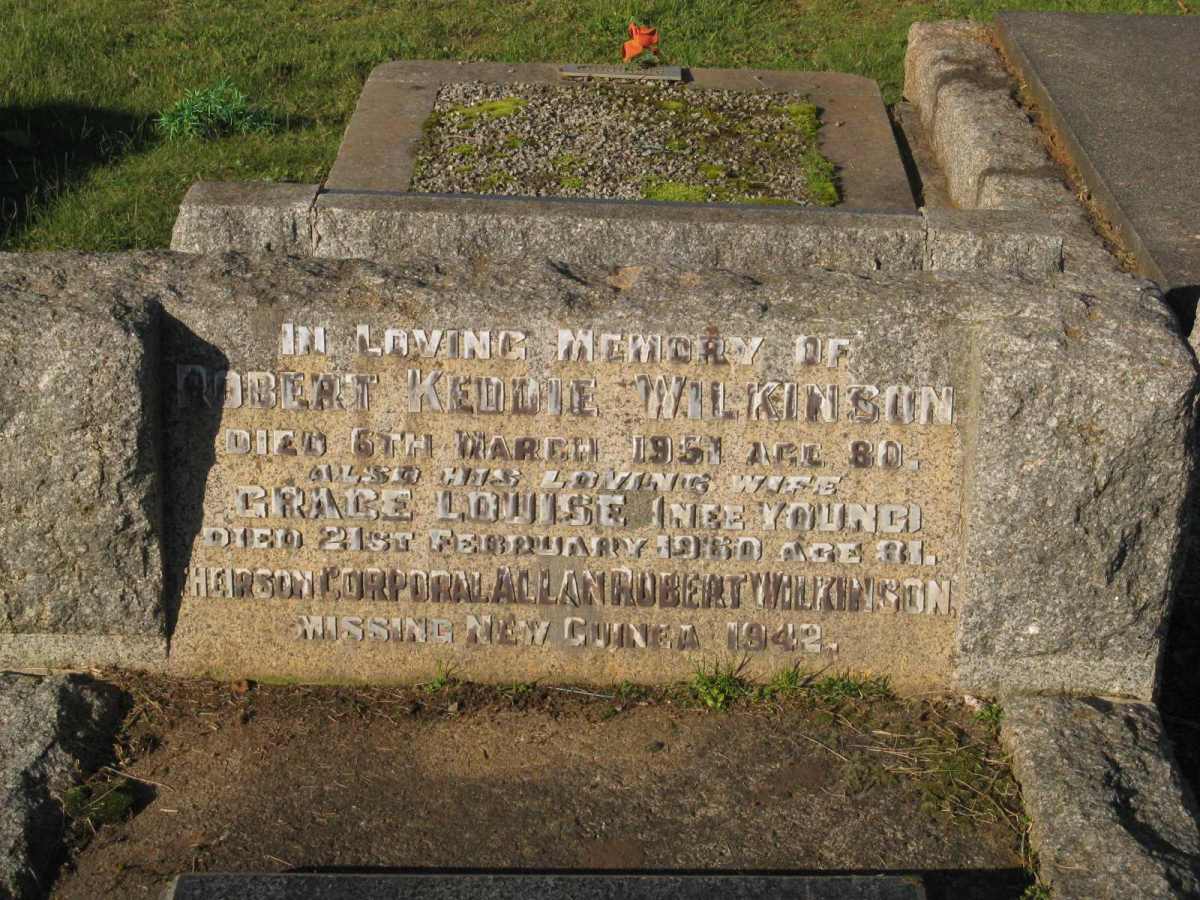 IN LOVING MEMORY OF
ROBERT KEDDIE WILKINSON
DIED 6TH MARCH 1951 AGE 80.
ALSO HIS LOVING WIFE
GRACE LOUISE (NEE YOUNG)
DIED 21ST FEBRUARY 1960 AGE 81.
THEIR SON CORPORAL ALLAN ROBERT WILKINSON.
MISSING NEW GUINEA 1942.